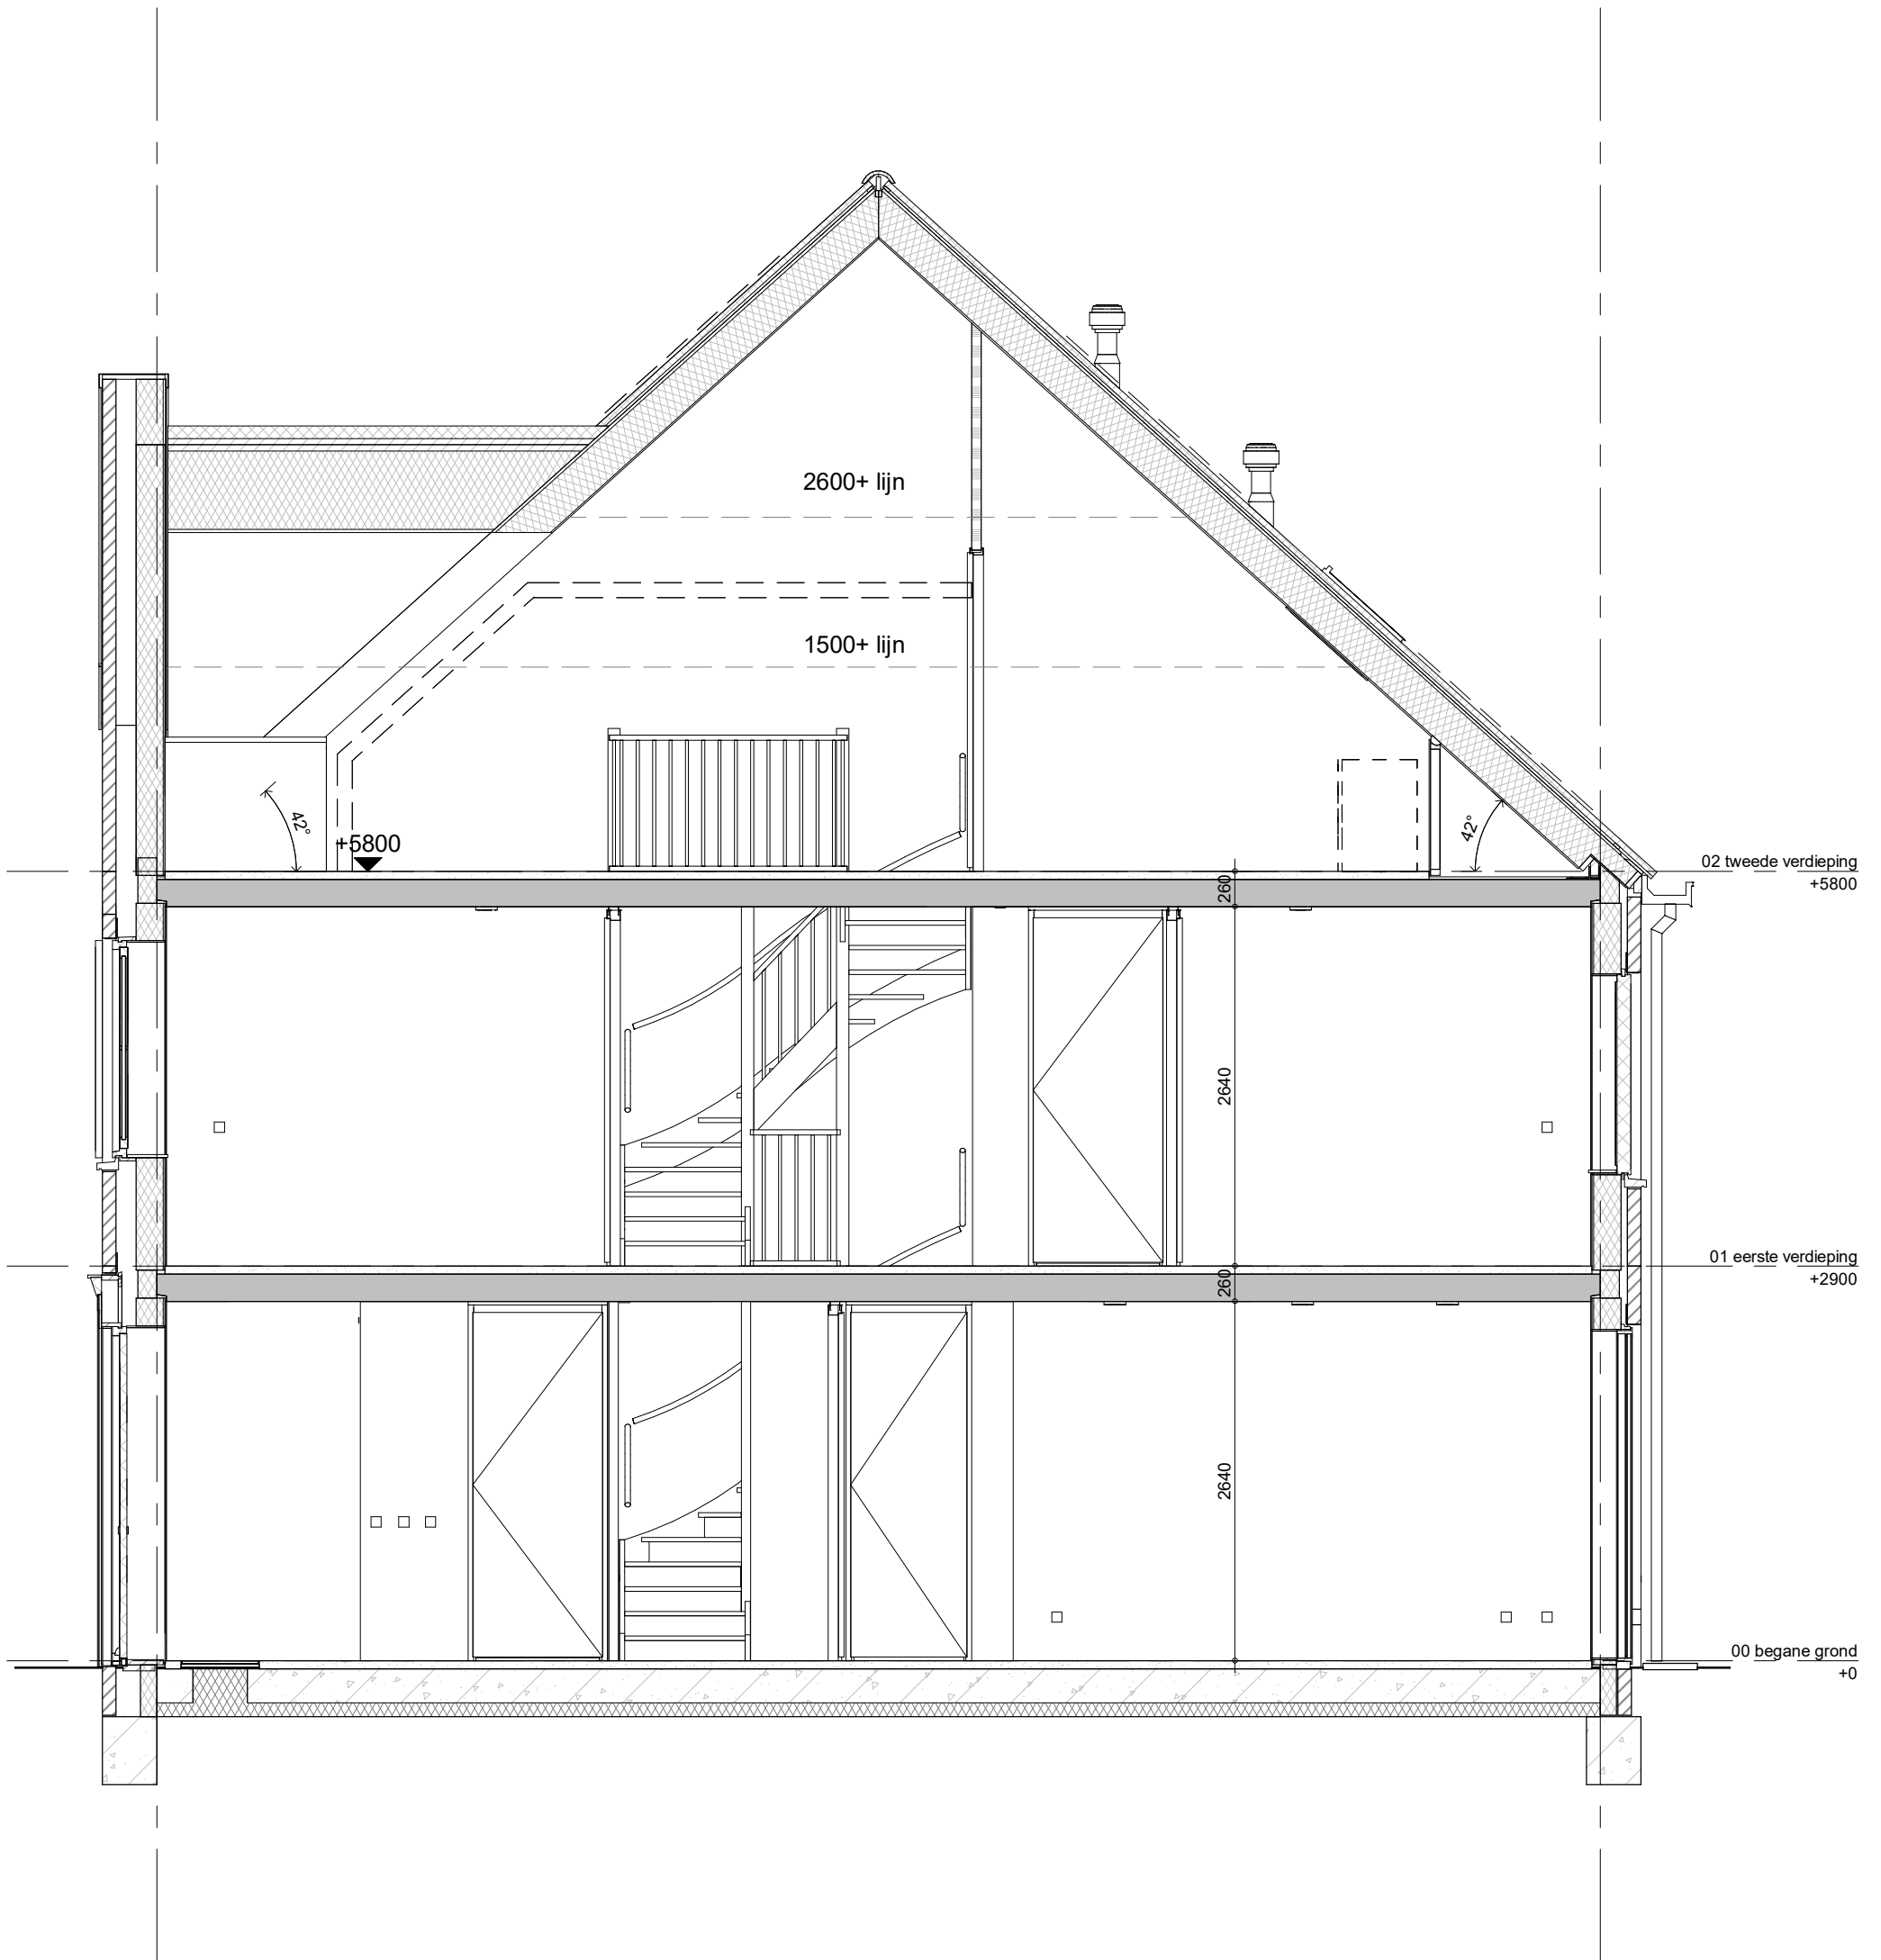 2600+ lijn
1500+ lijn
42°
+5800
42°
02 tweede verdieping
+5800
260
2640
01 eerste verdieping
+2900
260
2640
00 begane grond
+0